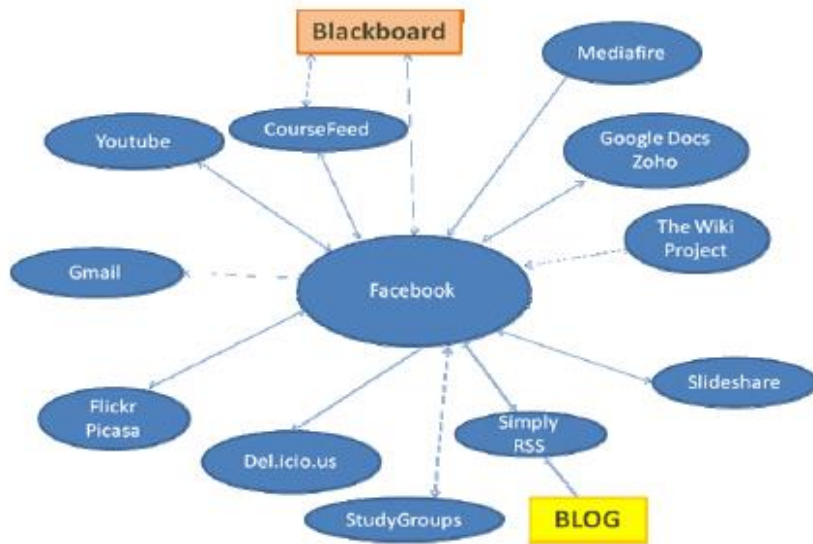 Blackboard
Mediafire
Youtube
CourseFeed
Google Docs
Zoho
The Wiki
Project
Gmail
Facebook
Slideshare
Flickr
Picasa
Simply
RSS
Del.icio.us
StudyGroups
BLOG